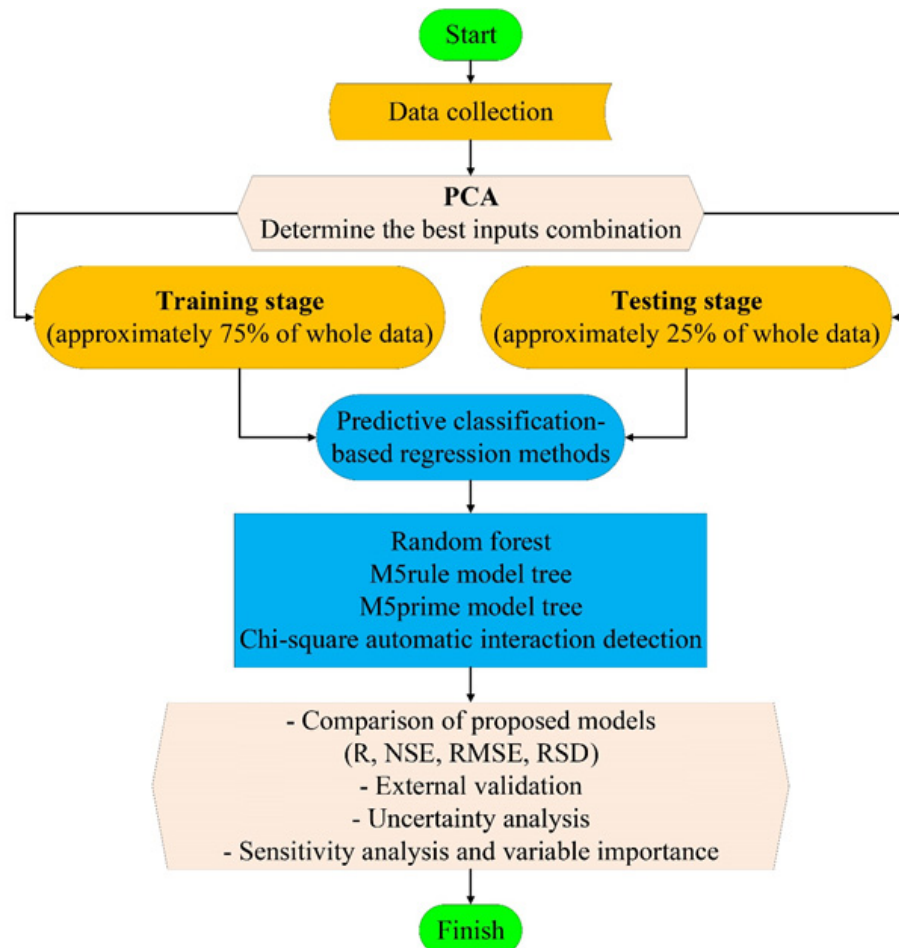 Start
Data collection
PCA
Determine the best inputs combination
Training stage
(approximately 75% of whole data)
Testing stage
(approximately 25% of whole data)
Predictive classification-
based regression methods
Random forest
M5rule model tree
M5prime model tree
Chi-square automatic interaction detection
- Comparison of proposed models
(R, NSE, RMSE, RSD)
- External validation
- Uncertainty analysis
- Sensitivity analysis and variable importance
Finish